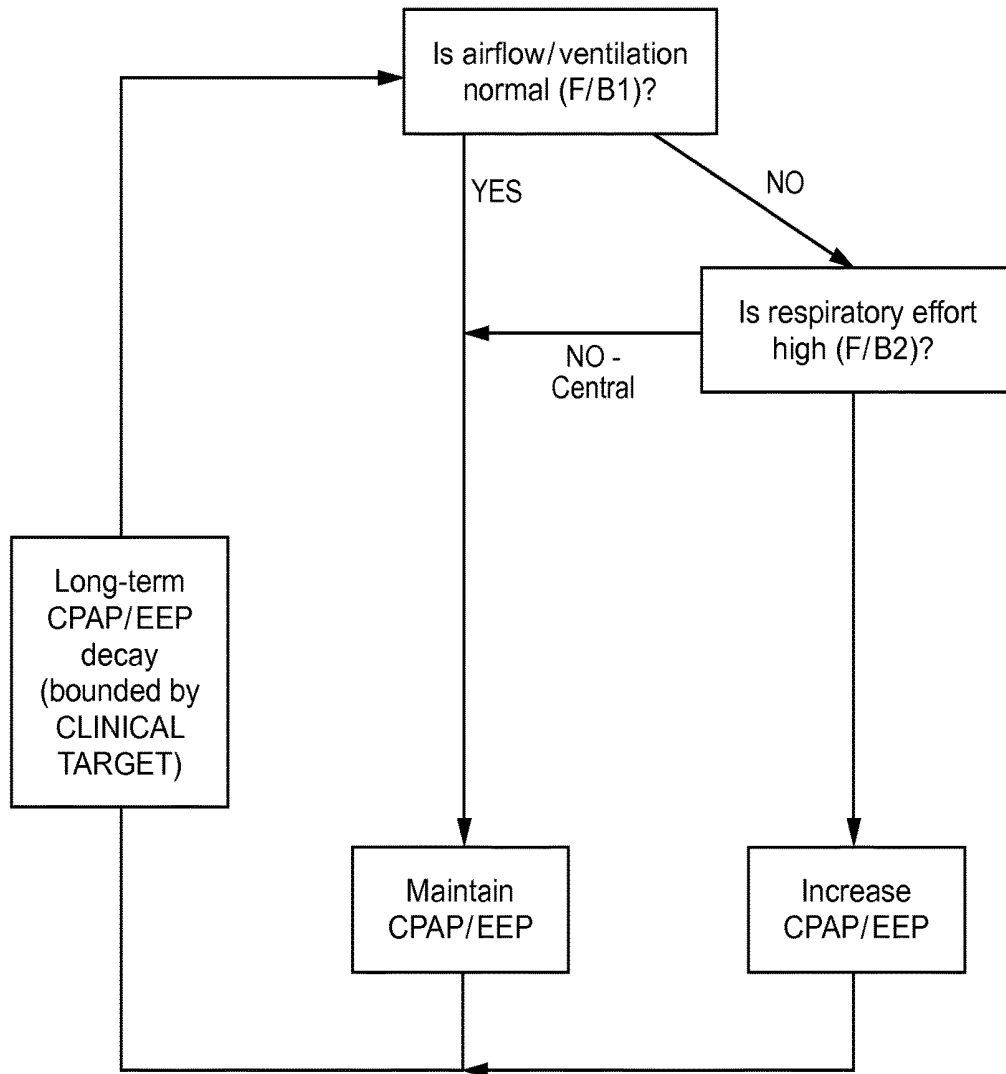 Is airflow/ventilation
normal (F/B1)?
YES
NO
Is respiratory effort
high (F/B2)?
NO -
Central
Long-term
CPAP/EEP
decay
(bounded by
CLINICAL
TARGET)
Maintain
CPAP/EEP
Increase
CPAP/EEP